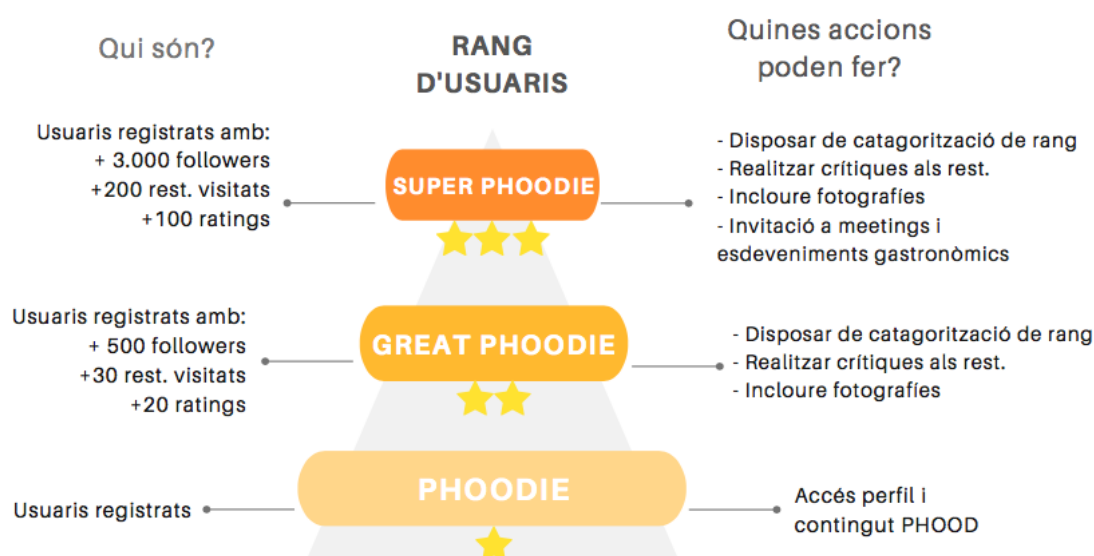 Qui són?
RANG
D'USUARIS
Quines accions
poden fer?
Usuaris registrats amb:
+ 3.000 followers
+200 rest. visitats
+100 ratings
SUPER PHOODIE
- Disposar de catagorització de rang
- Realitzar crítiques als rest.
- Incloure fotografíes
- Invitació a meetings i
esdeveniments gastronòmics
Usuaris registrats amb:
+ 500 followers
+30 rest. visitats
+20 ratings
GREAT PHOODIE
- Disposar de catagorització de rang
- Realitzar crítiques als rest.
- Incloure fotografíes
Usuaris registrats
PHOODIE
Accés perfil i
contingut PHOOD